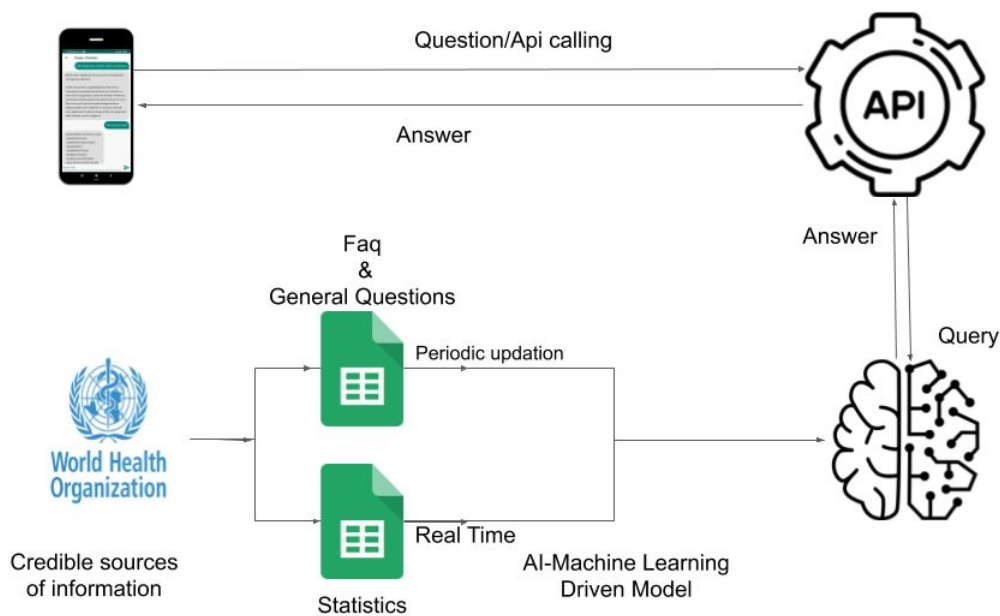 Question/Api calling
Answer
API
Answer
Faq
&
General Questions
Periodic updation
Query
World Health
Organization
Real Time
Credible sources
of information
AI-Machine Learning
Driven Model
Statistics